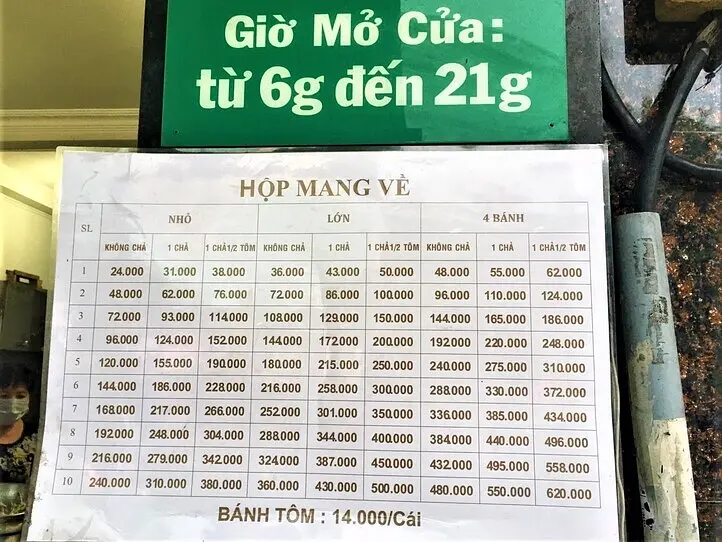 Giờ Mở Cửa:
từ 6g đến 21g
HỘP MANG VỀ
SL NHỎ LỚN 4 BÁNH
KHÔNG CHẢ 1 CHẢ 1 CHẢ1/2 TÔM KHÔNG CHẢ 1 CHẢ 1 CHẢ1/2 TÔM KHÔNG CHẢ 1 CHẢ 1 CHẢ1/2 TÔM
1 24.000 31.000 38.000 36.000 43.000 50.000 48.000 55.000 62.000
2 48.000 62.000 76.000 72.000 86.000 100.000 96.000 110.000 124.000
3 72.000 93.000 114.000 108.000 129.000 150.000 144.000 165.000 186.000
4 96.000 124.000 152.000 144.000 172.000 200.000 192.000 220.000 248.000
5 120.000 155.000 190.000 180.000 215.000 250.000 240.000 275.000 310.000
6 144.000 186.000 228.000 216.000 258.000 300.000 288.000 330.000 372.000
7 168.000 217.000 266.000 252.000 301.000 350.000 336.000 385.000 434.000
8 192.000 248.000 304.000 288.000 344.000 400.000 384.000 440.000 496.000
9 216.000 279.000 342.000 324.000 387.000 450.000 432.000 495.000 558.000
10 240.000 310.000 380.000 360.000 430.000 500.000 480.000 550.000 620.000
BÁNH TÔM : 14.000/Cái